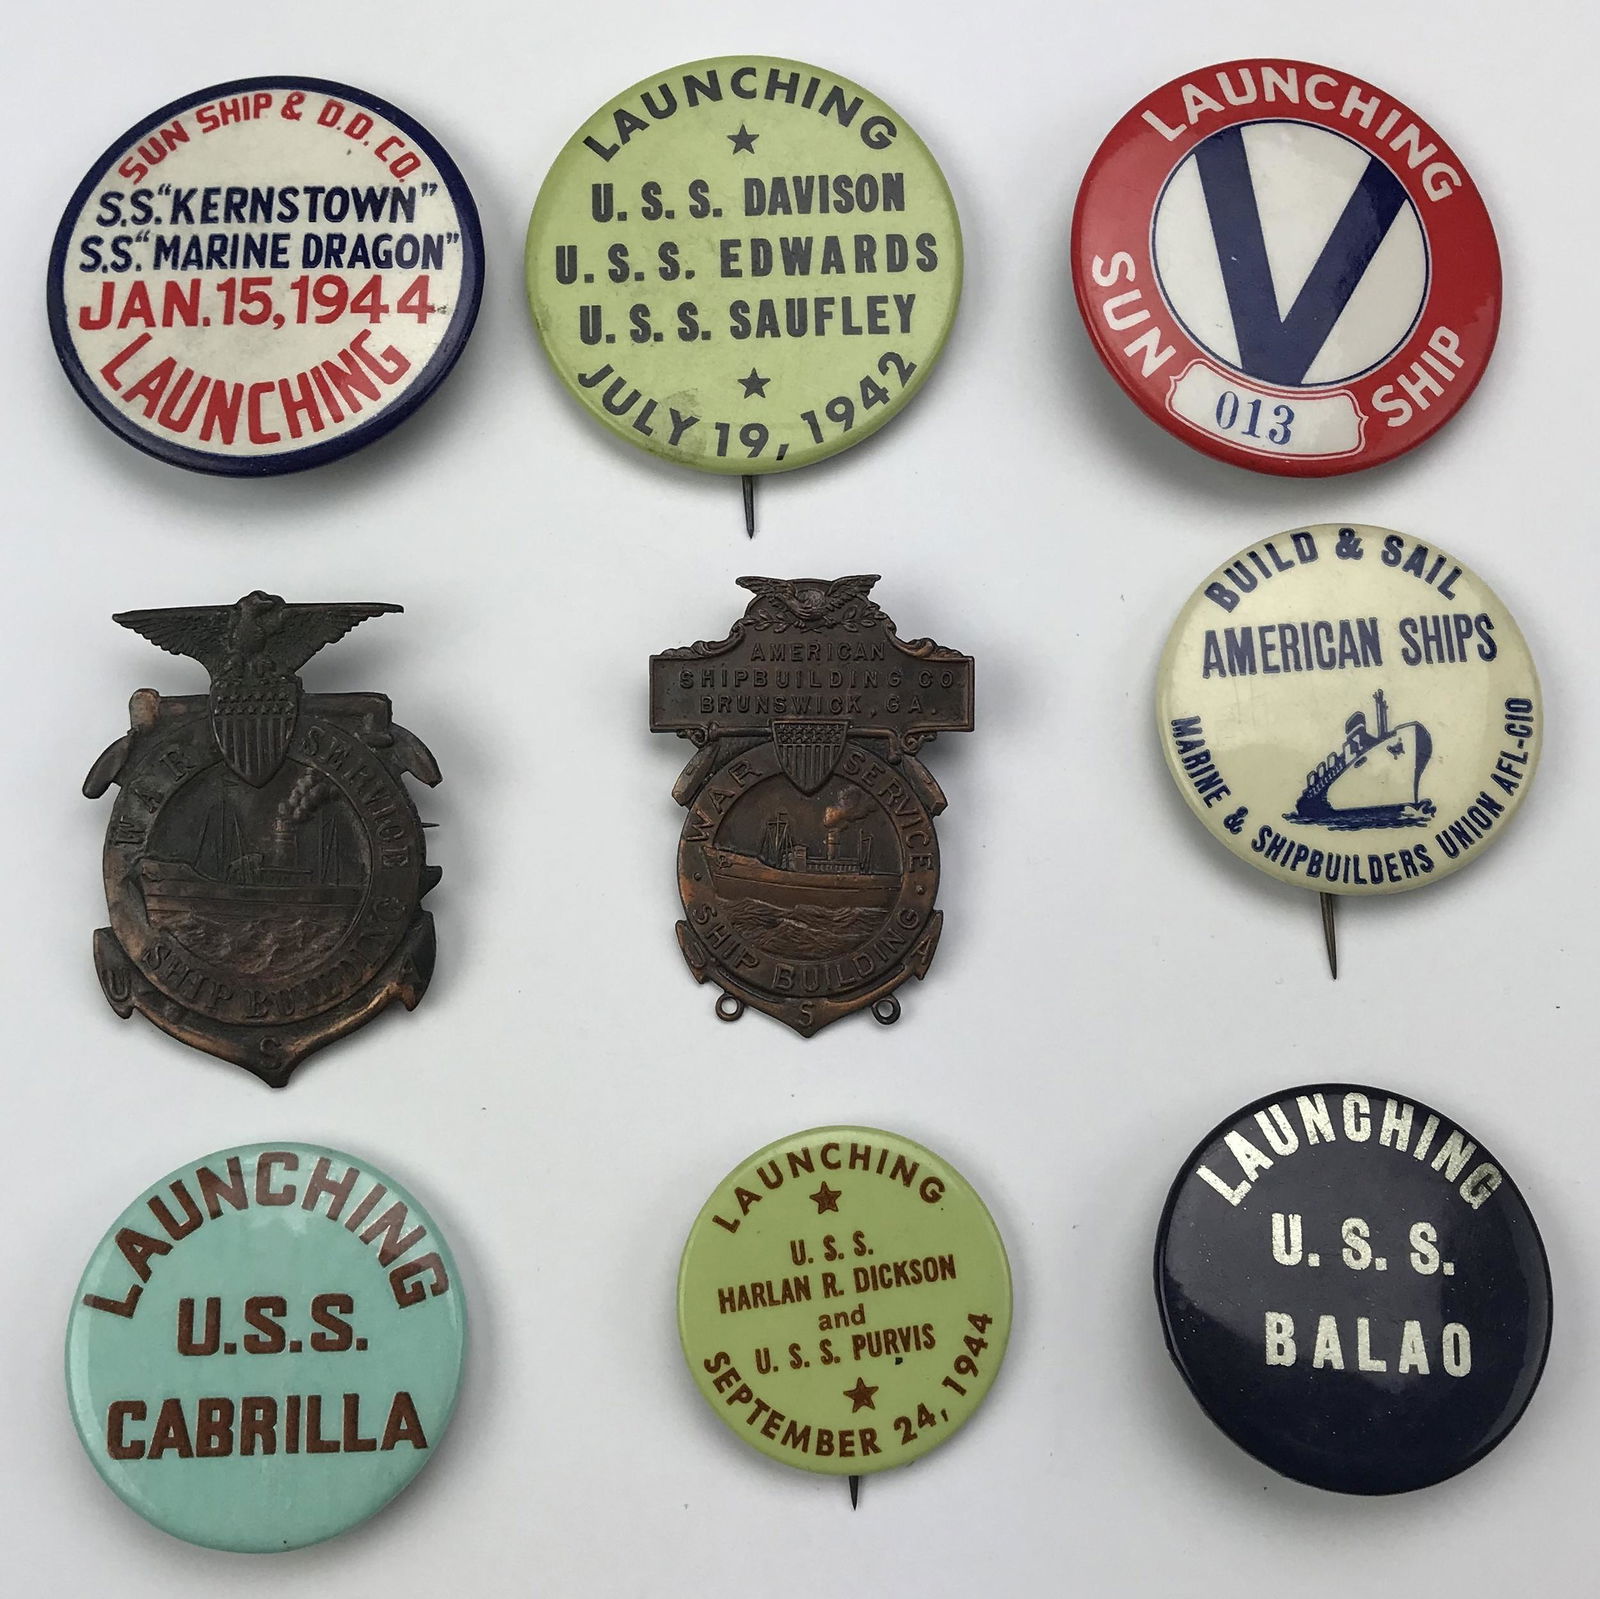 SUN SHIP & D.D. CO.
S.S. "KERNSTOWN"
S.S. "MARINE DRAGON"
JAN. 15, 1944
LAUNCHING
LAUNCHING
U. S. S. DAVISON
U. S. S. EDWARDS
U. S. S. SAUFLEY
JULY 19, 1942
LAUNCHING
V
SUN SHIP
013
WAR SERVICE
SHIP BUILDING
U S A
AMERICAN
SHIPBUILDING CO
BRUNSWICK, GA.
WAR SERVICE
SHIP BUILDING
U S A
BUILD & SAIL
AMERICAN SHIPS
MARINE & SHIPBUILDERS UNION AFL-CIO
LAUNCHING
U.S.S.
CABRILLA
LAUNCHING
U. S. S.
HARLAN R. DICKSON
and
U. S. S. PURVIS
SEPTEMBER 24, 1944
LAUNCHING
U. S. S.
BALAO